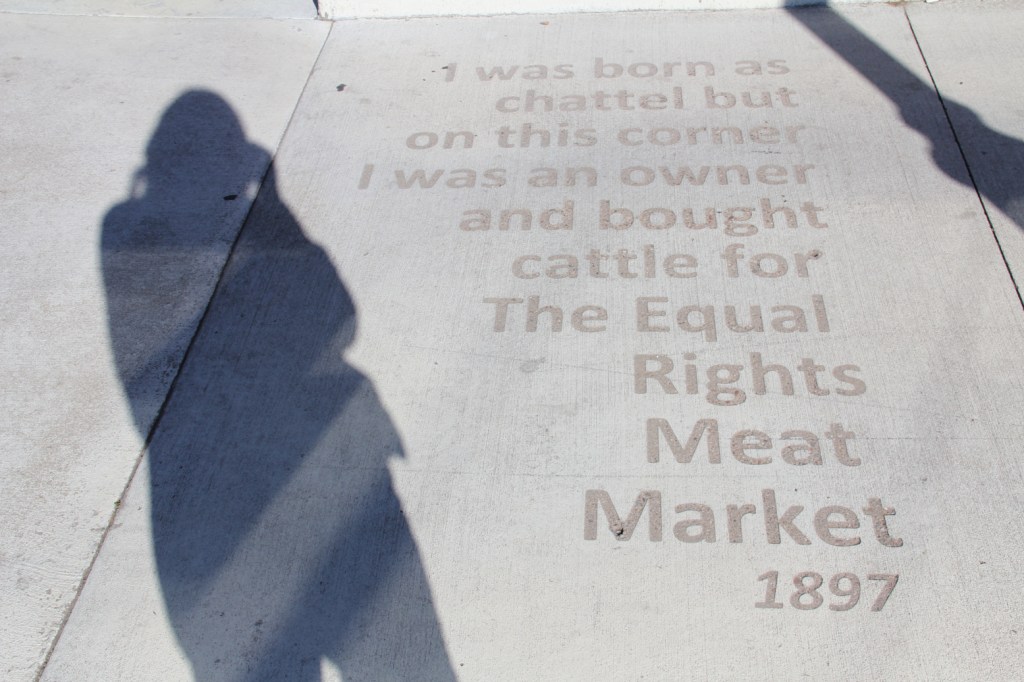 I was born as
chattel but
on this corner
I was an owner
and bought
cattle for
The Equal
Rights
Meat
Market
1897